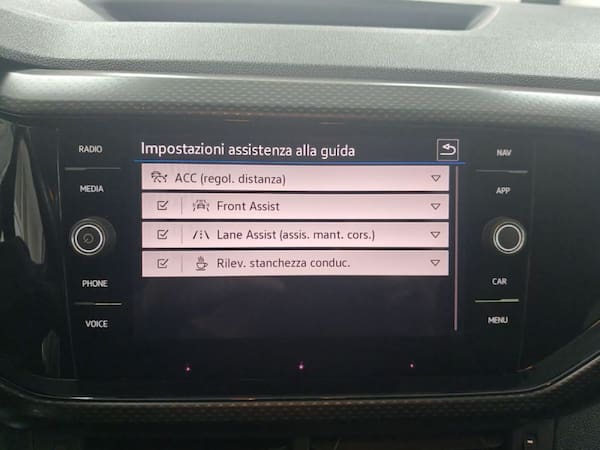 RADIO
MEDIA
PHONE
VOICE
Impostazioni assistenza alla guida
ACC (regol. distanza)
Front Assist
Lane Assist (assis. mant. cors.)
Rilev. stanchezza conduc.
NAV
APP
CAR
MENU